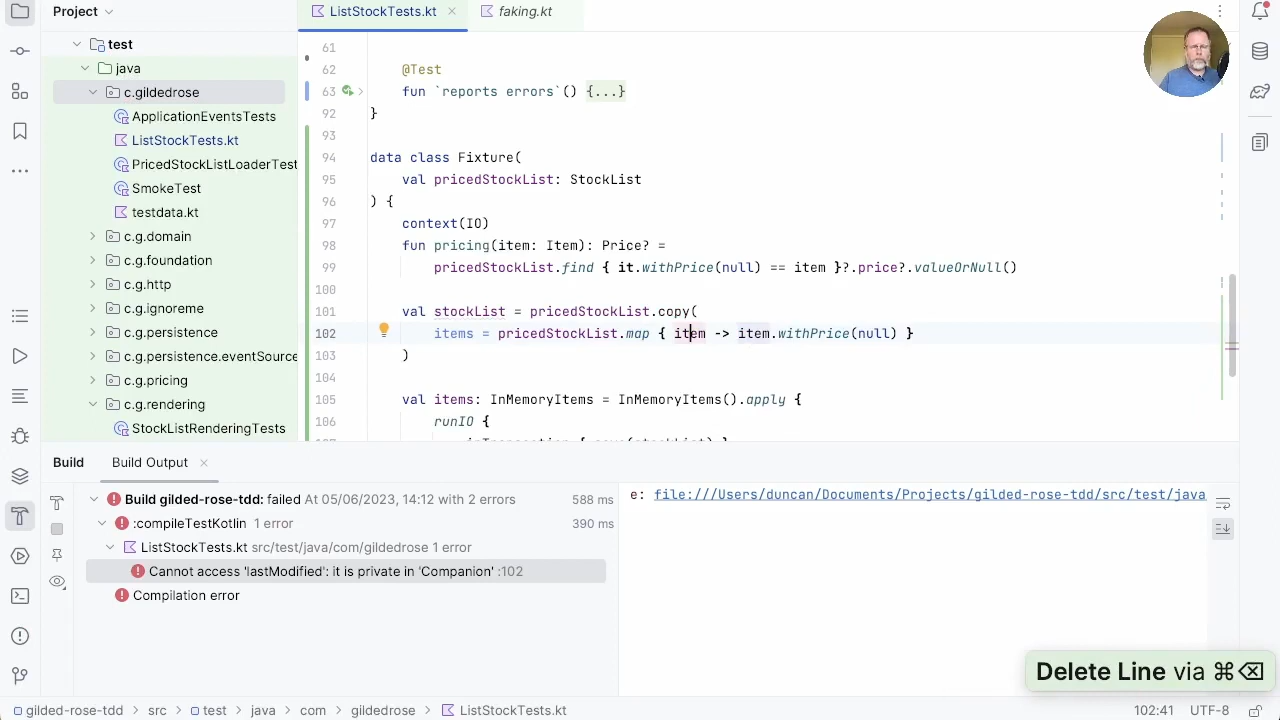 Project
ListStockTests.kt
faking.kt
test
java
c.gildedrose
ApplicationEventsTests
ListStockTests.kt
PricedStockListLoaderTest
SmokeTest
testdata.kt
c.g.domain
c.g.foundation
c.g.http
c.g.ignoreme
c.g.persistence
c.g.persistence.eventSource
c.g.pricing
c.g.rendering
StockListRenderingTests
61
62 @Test
63 fun `reports errors`() {...}
92 }
93
94 data class Fixture(
95 val pricedStockList: StockList
96 ) {
97 context(IO)
98 fun pricing(item: Item): Price? =
99 pricedStockList.find { it.withPrice(null) == item }?.price?.valueOrNull()
100
101 val stockList = pricedStockList.copy(
102 items = pricedStockList.map { item -> item.withPrice(null) }
103 )
104
105 val items: InMemoryItems = InMemoryItems().apply {
106 runIO {
Build
Build Output
Build gilded-rose-tdd: failed At 05/06/2023, 14:12 with 2 errors 588 ms
:compileTestKotlin 1 error 390 ms
ListStockTests.kt src/test/java/com/gildedrose 1 error
Cannot access 'lastModified': it is private in 'Companion' :102
Compilation error
e: file:///Users/duncan/Documents/Projects/gilded-rose-tdd/src/test/java
Delete Line via ⌘⌫
gilded-rose-tdd > src > test > java > com > gildedrose > ListStockTests.kt
102:41 UTF-8